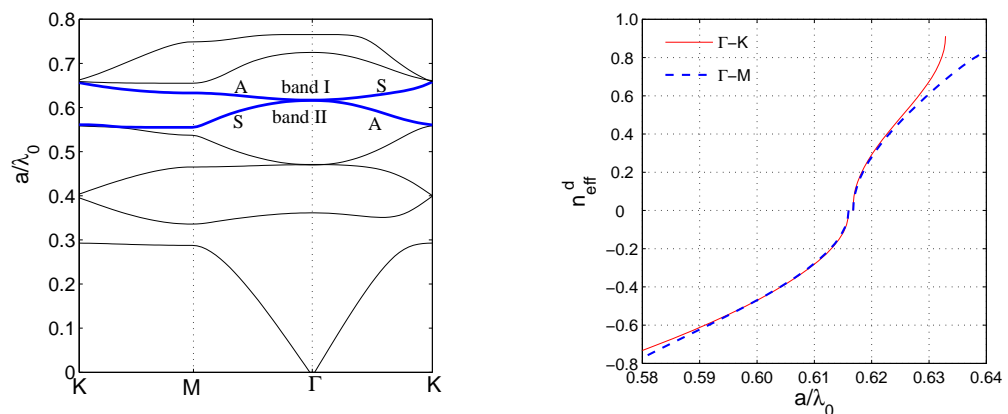 0.8
0.7
0.6
0.5
0.4
0.3
0.2
0.1
0
a/λ0
A
band I
S
S
band II
A
K
M
Γ
K
1.0
0.8
0.6
0.4
0.2
0
−0.2
−0.4
−0.6
−0.8
n d eff
Γ−K
Γ−M
0.58
0.59
0.60
0.61
0.62
0.63
0.64
a/λ0